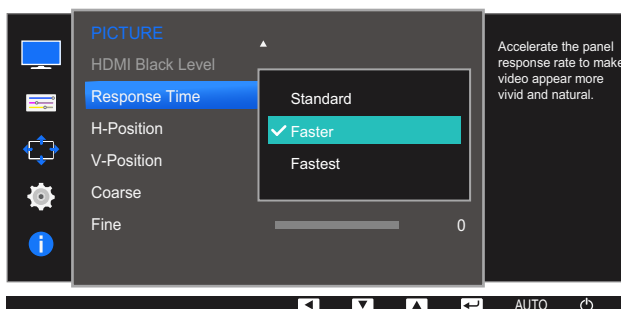 PICTURE
HDMI Black Level
Response Time
H-Position
V-Position
Coarse
Fine
0
Standard
Faster
Fastest
Accelerate the panel
response rate to make
video appear more
vivid and natural.
AUTO